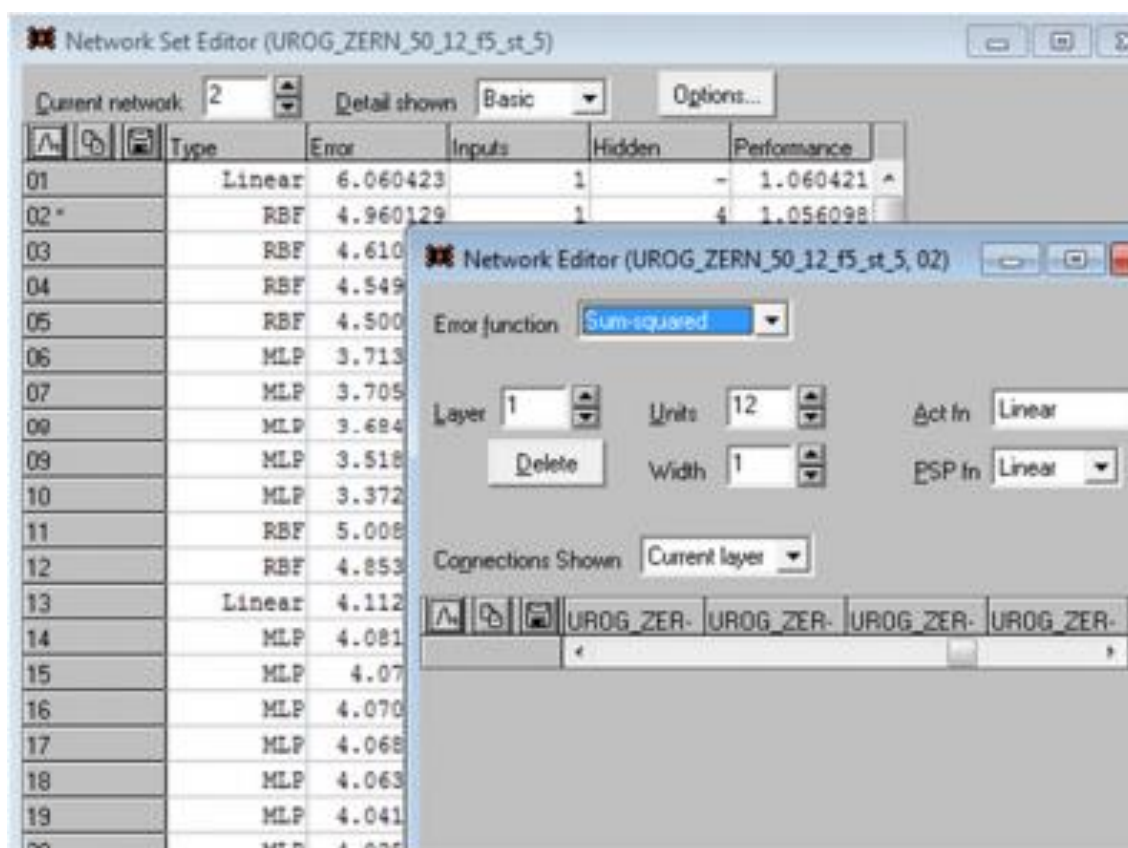 Network Set Editor (UROG_ZERN_50_12_f5_st_5)
Current network 2 Detail shown Basic Options...
Type Error Inputs Hidden Performance
01 Linear 6.060423 1 - 1.060421
02* RBF 4.960129 1 4 1.056098
03 RBF 4.610
04 RBF 4.549
05 RBF 4.500
06 MLP 3.713
07 MLP 3.705
08 MLP 3.684
09 MLP 3.518
10 MLP 3.372
11 RBF 5.008
12 RBF 4.853
13 Linear 4.112
14 MLP 4.081
15 MLP 4.07
16 MLP 4.070
17 MLP 4.068
18 MLP 4.063
19 MLP 4.041
Network Editor (UROG_ZERN_50_12_f5_st_5, 02)
Error function Sum-squared
Layer 1 Units 12 Act fn Linear
Delete Width 1 PSP fn Linear
Connections Shown Current layer
UROG_ZER- UROG_ZER- UROG_ZER- UROG_ZER-